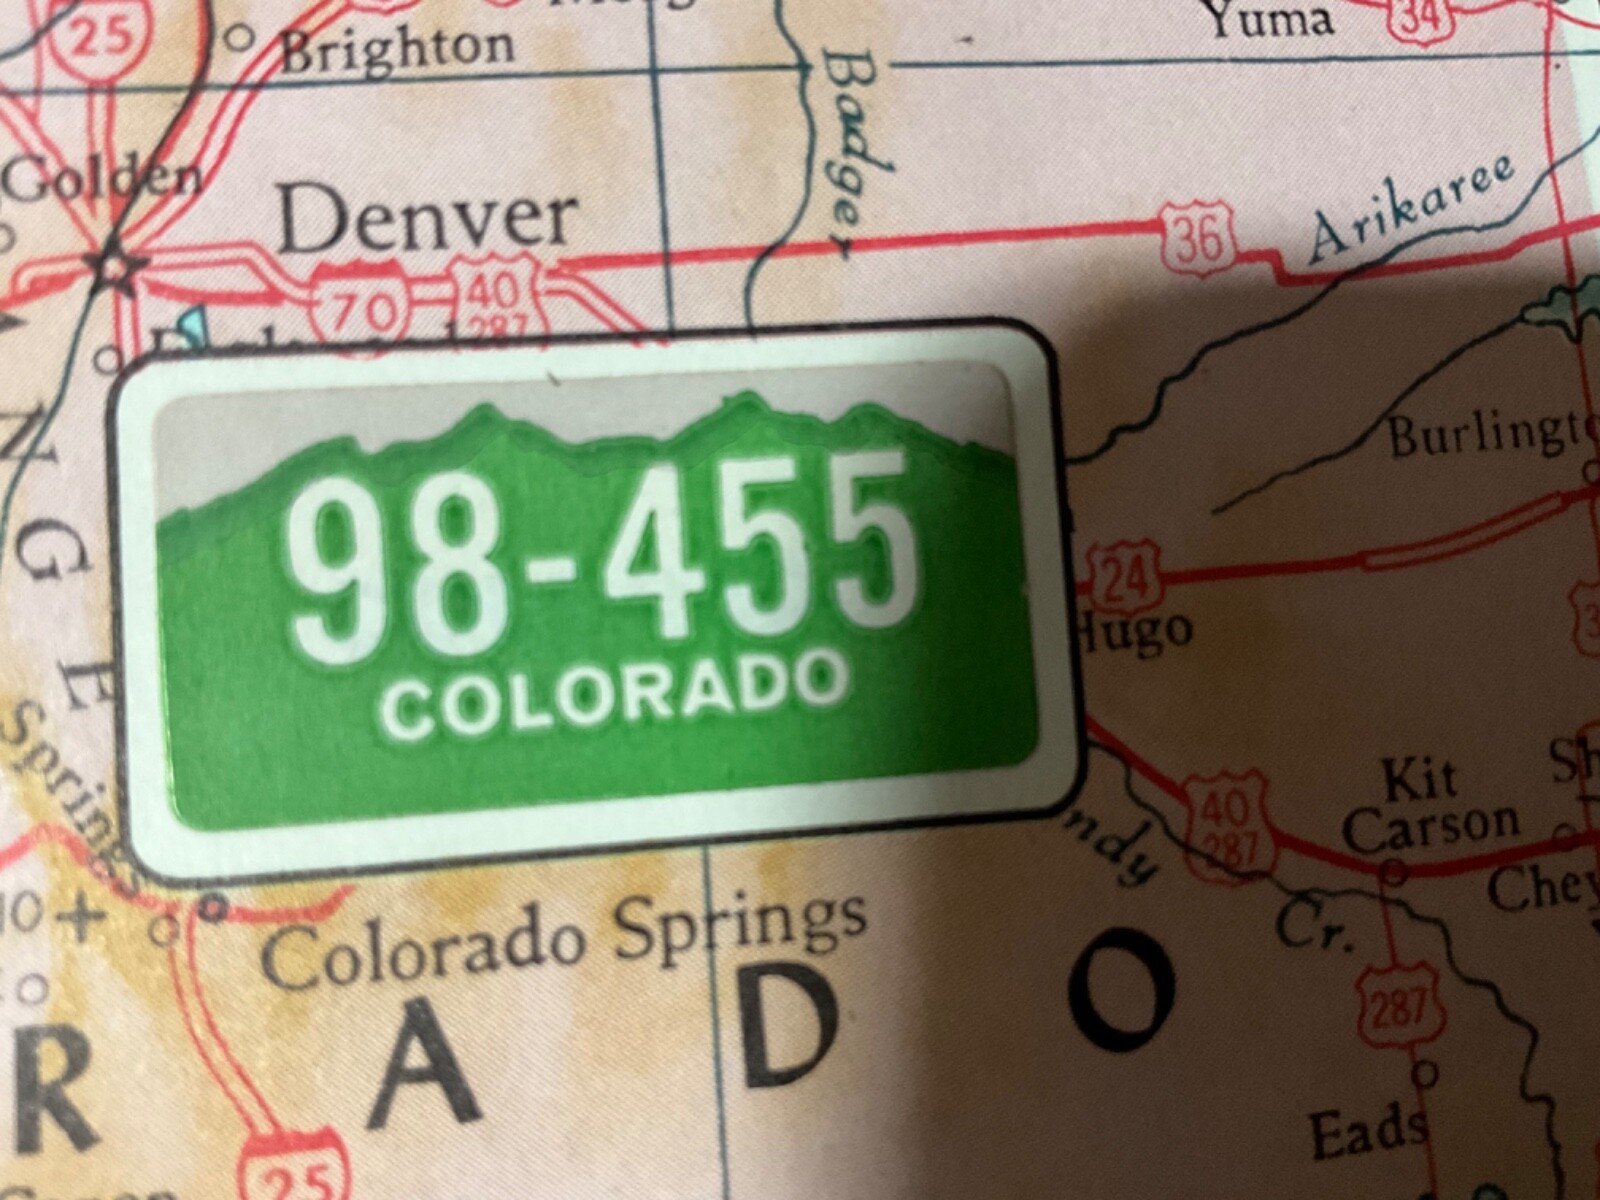 Yuma
34
25
Brighton
Badger
Golden
Denver
36
Arikaree
70
40
287
Burlingt
98-455
COLORADO
24
N
G
E
Hugo
Springs
Kit
Carson
40
287
ndy
Cr.
Chey
Colorado Springs
287
R A D O
Eads
25